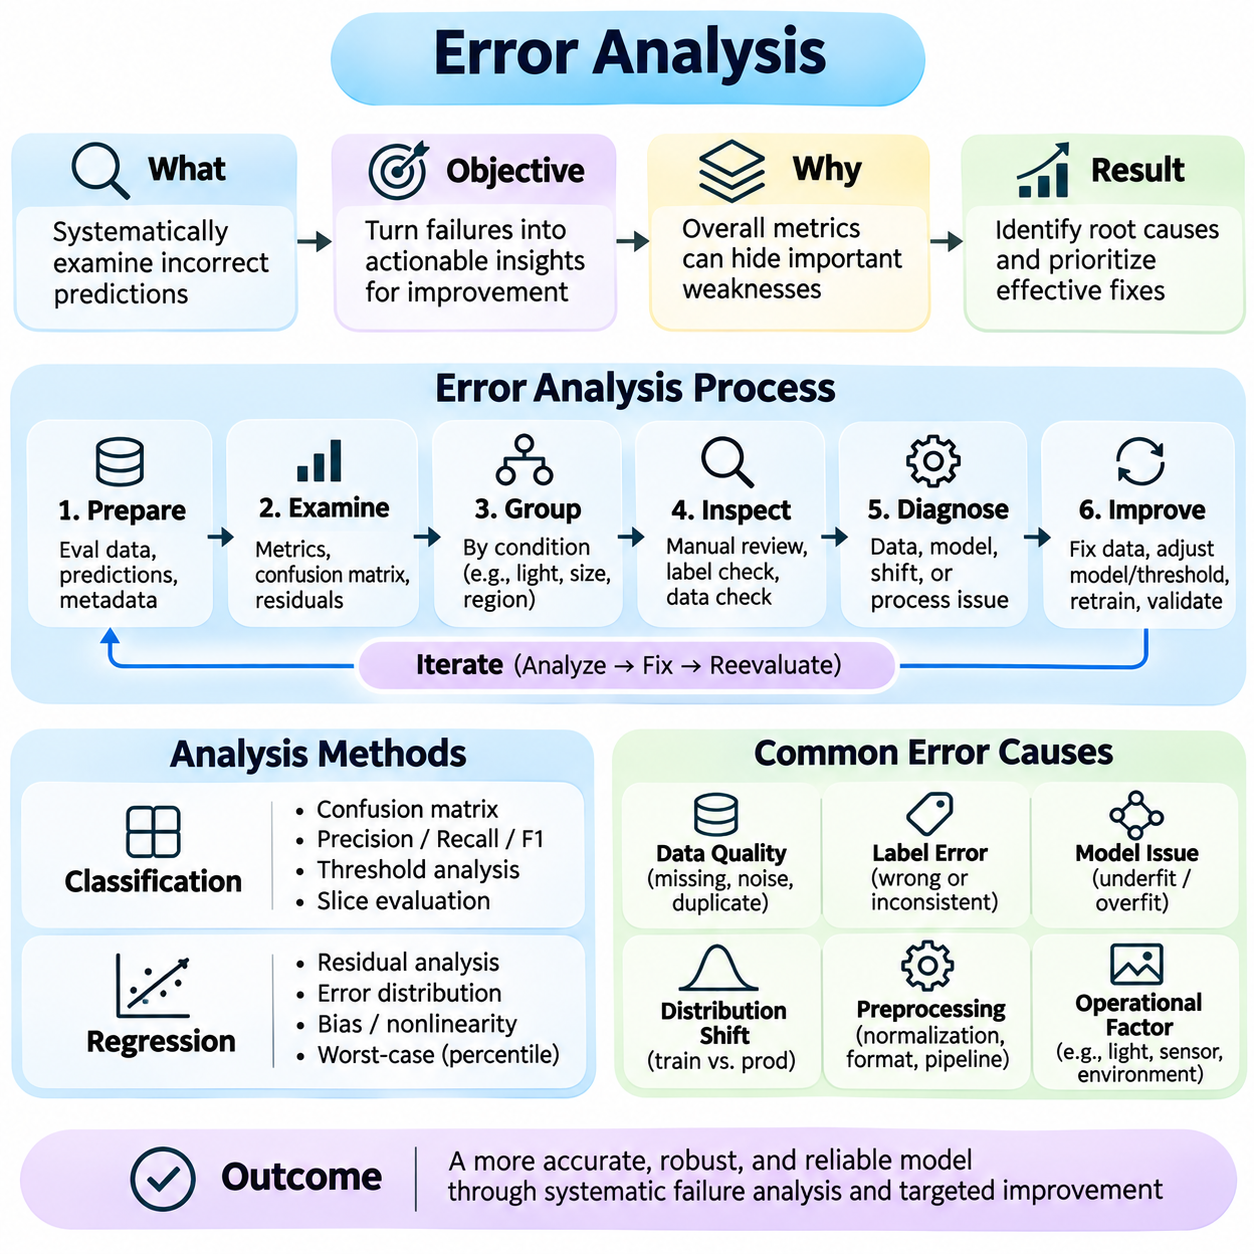 Error Analysis
What
Systematically
examine incorrect
predictions
Objective
Turn failures into
actionable insights
for improvement
Why
Overall metrics
can hide important
weaknesses
Result
Identify root causes
and prioritize
effective fixes
Error Analysis Process
1. Prepare
Eval data,
predictions,
metadata
2. Examine
Metrics,
confusion matrix,
residuals
3. Group
By condition
(e.g., light, size,
region)
4. Inspect
Manual review,
label check,
data check
5. Diagnose
Data, model,
shift, or
process issue
6. Improve
Fix data, adjust
model/threshold,
retrain, validate
Iterate (Analyze → Fix → Reevaluate)
Analysis Methods
Classification
• Confusion matrix
• Precision / Recall / F1
• Threshold analysis
• Slice evaluation
Regression
• Residual analysis
• Error distribution
• Bias / nonlinearity
• Worst-case (percentile)
Common Error Causes
Data Quality
(missing, noise,
duplicate)
Label Error
(wrong or
inconsistent)
Model Issue
(underfit /
overfit)
Distribution
Shift
(train vs. prod)
Preprocessing
(normalization,
format, pipeline)
Operational
Factor
(e.g., light, sensor,
environment)
Outcome
A more accurate, robust, and reliable model
through systematic failure analysis and targeted improvement